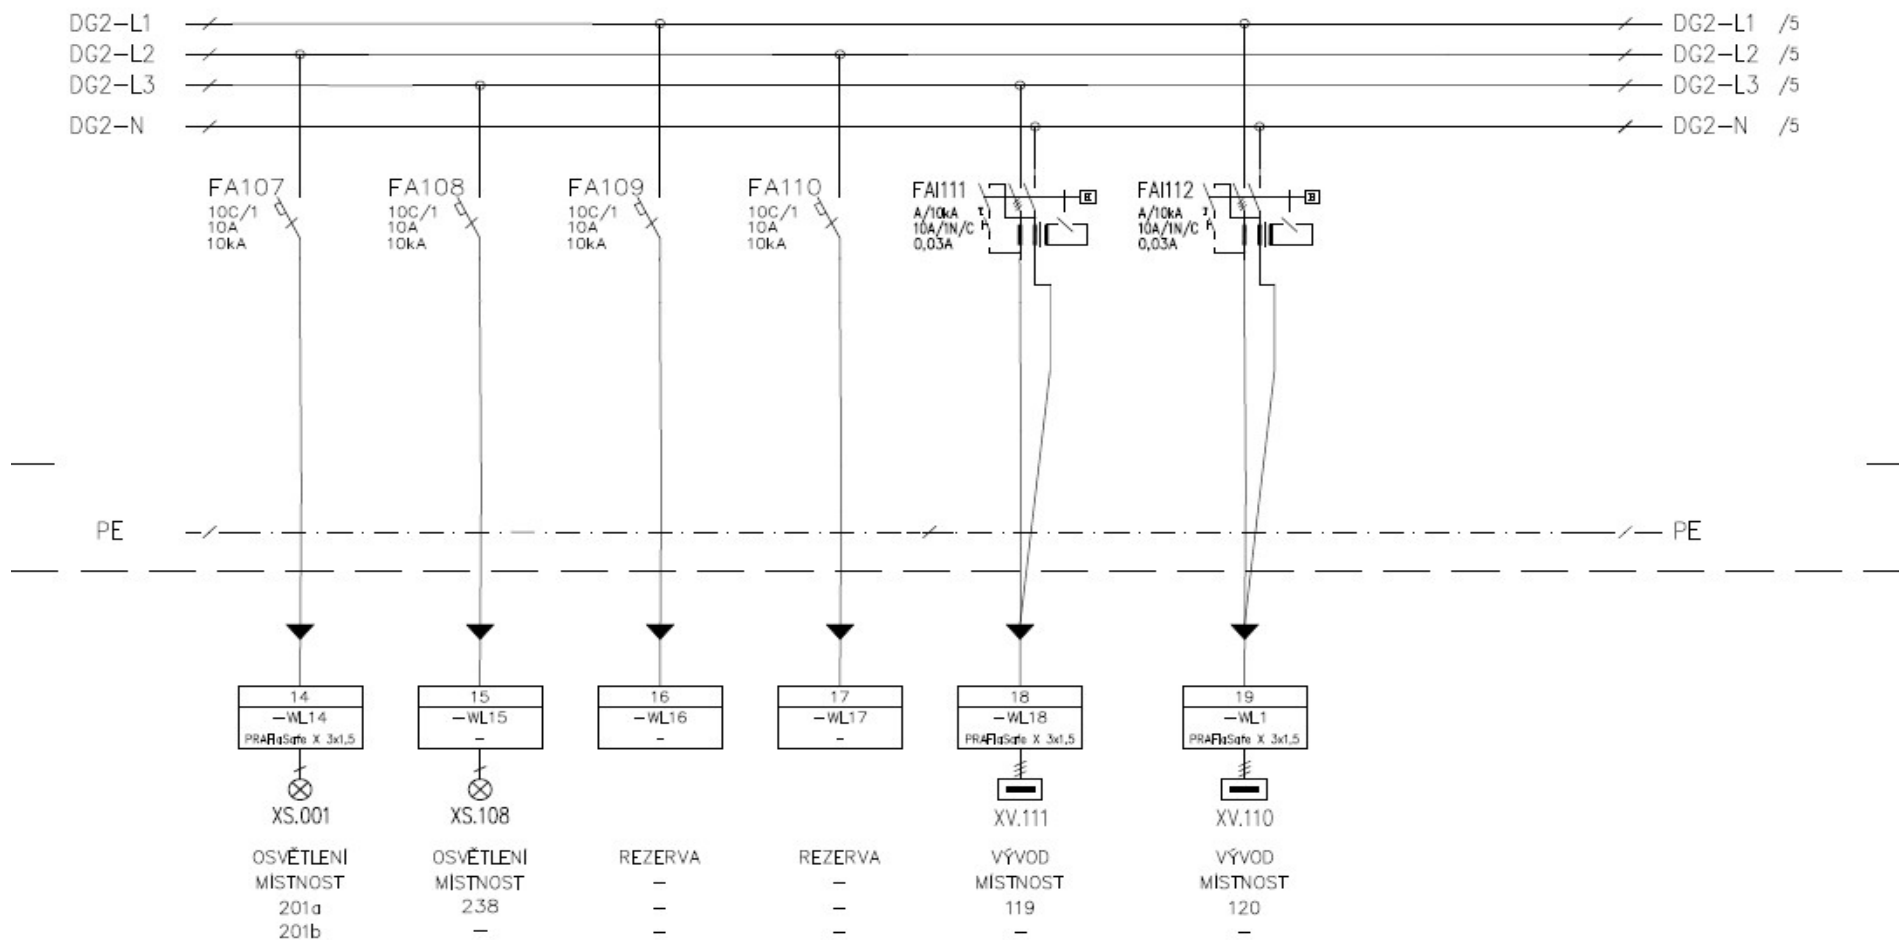 DG2-L1 DG2-L1 /5
DG2-L2 DG2-L2 /5
DG2-L3 DG2-L3 /5
DG2-N DG2-N /5
FA107
10C/1
10A
10kA
FA108
10C/1
10A
10kA
FA109
10C/1
10A
10kA
FA110
10C/1
10A
10kA
FAI111
A/10kA
10A/1N/C
0,03A
FAI112
A/10kA
10A/1N/C
0,03A
PE PE
14
-WL14
PRAFlaSafe X 3x1,5
XS.001
OSVĚTLENÍ
MÍSTNOST
201a
201b
15
-WL15
-
XS.108
OSVĚTLENÍ
MÍSTNOST
238
-
16
-WL16
-
REZERVA
-
-
-
17
-WL17
-
REZERVA
-
-
-
18
-WL18
PRAFlaSafe X 3x1,5
XV.111
VÝVOD
MÍSTNOST
119
-
19
-WL1
PRAFlaSafe X 3x1,5
XV.110
VÝVOD
MÍSTNOST
120
-